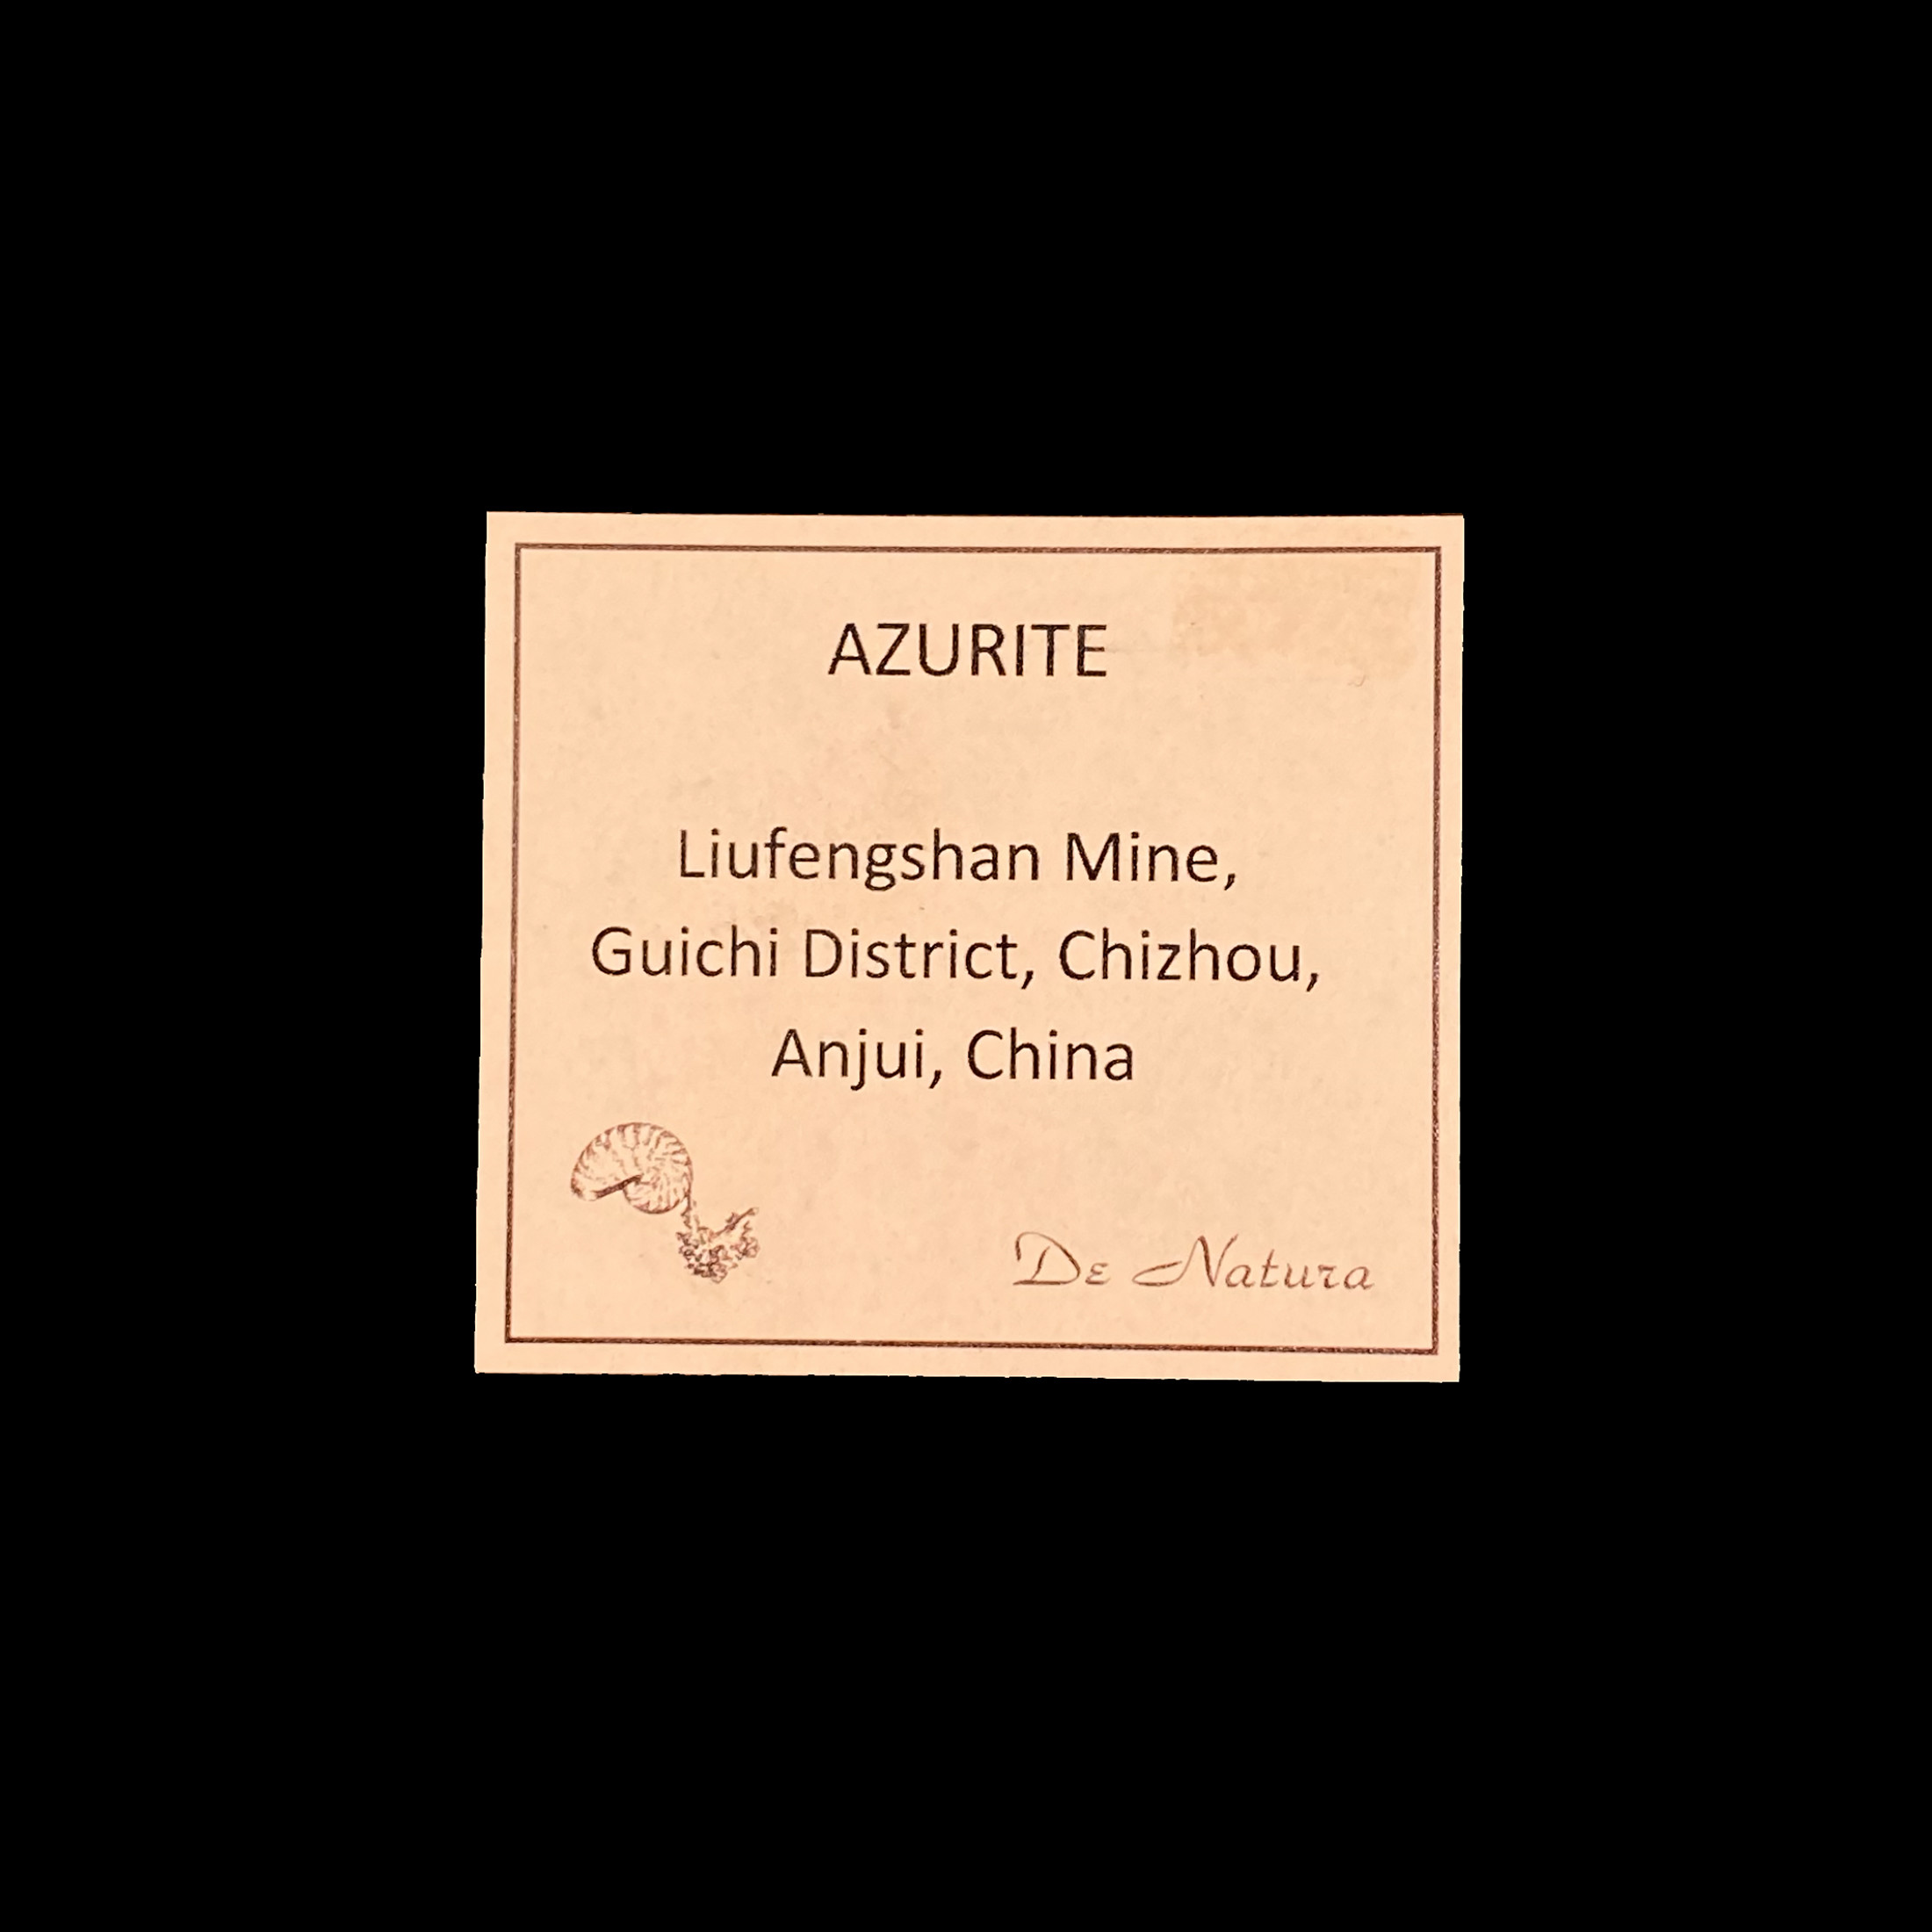 AZURITE
Liufengshan Mine,
Guichi District, Chizhou,
Anjui, China
De Natura